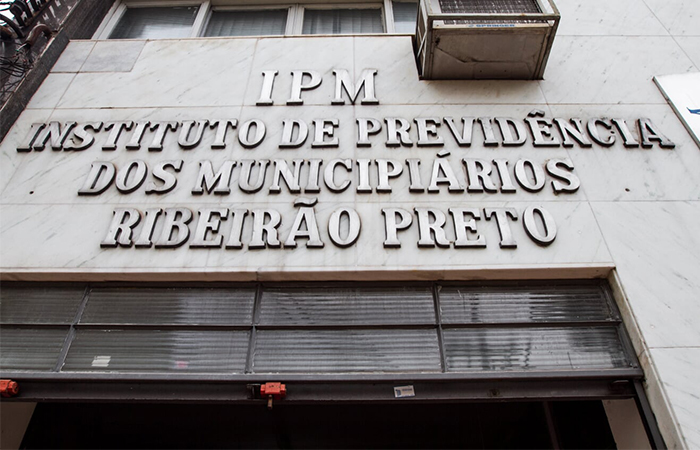 IPM
INSTITUTO DE PREVIDÊNCIA
DOS MUNICIPIÁRIOS
RIBEIRÃO PRETO